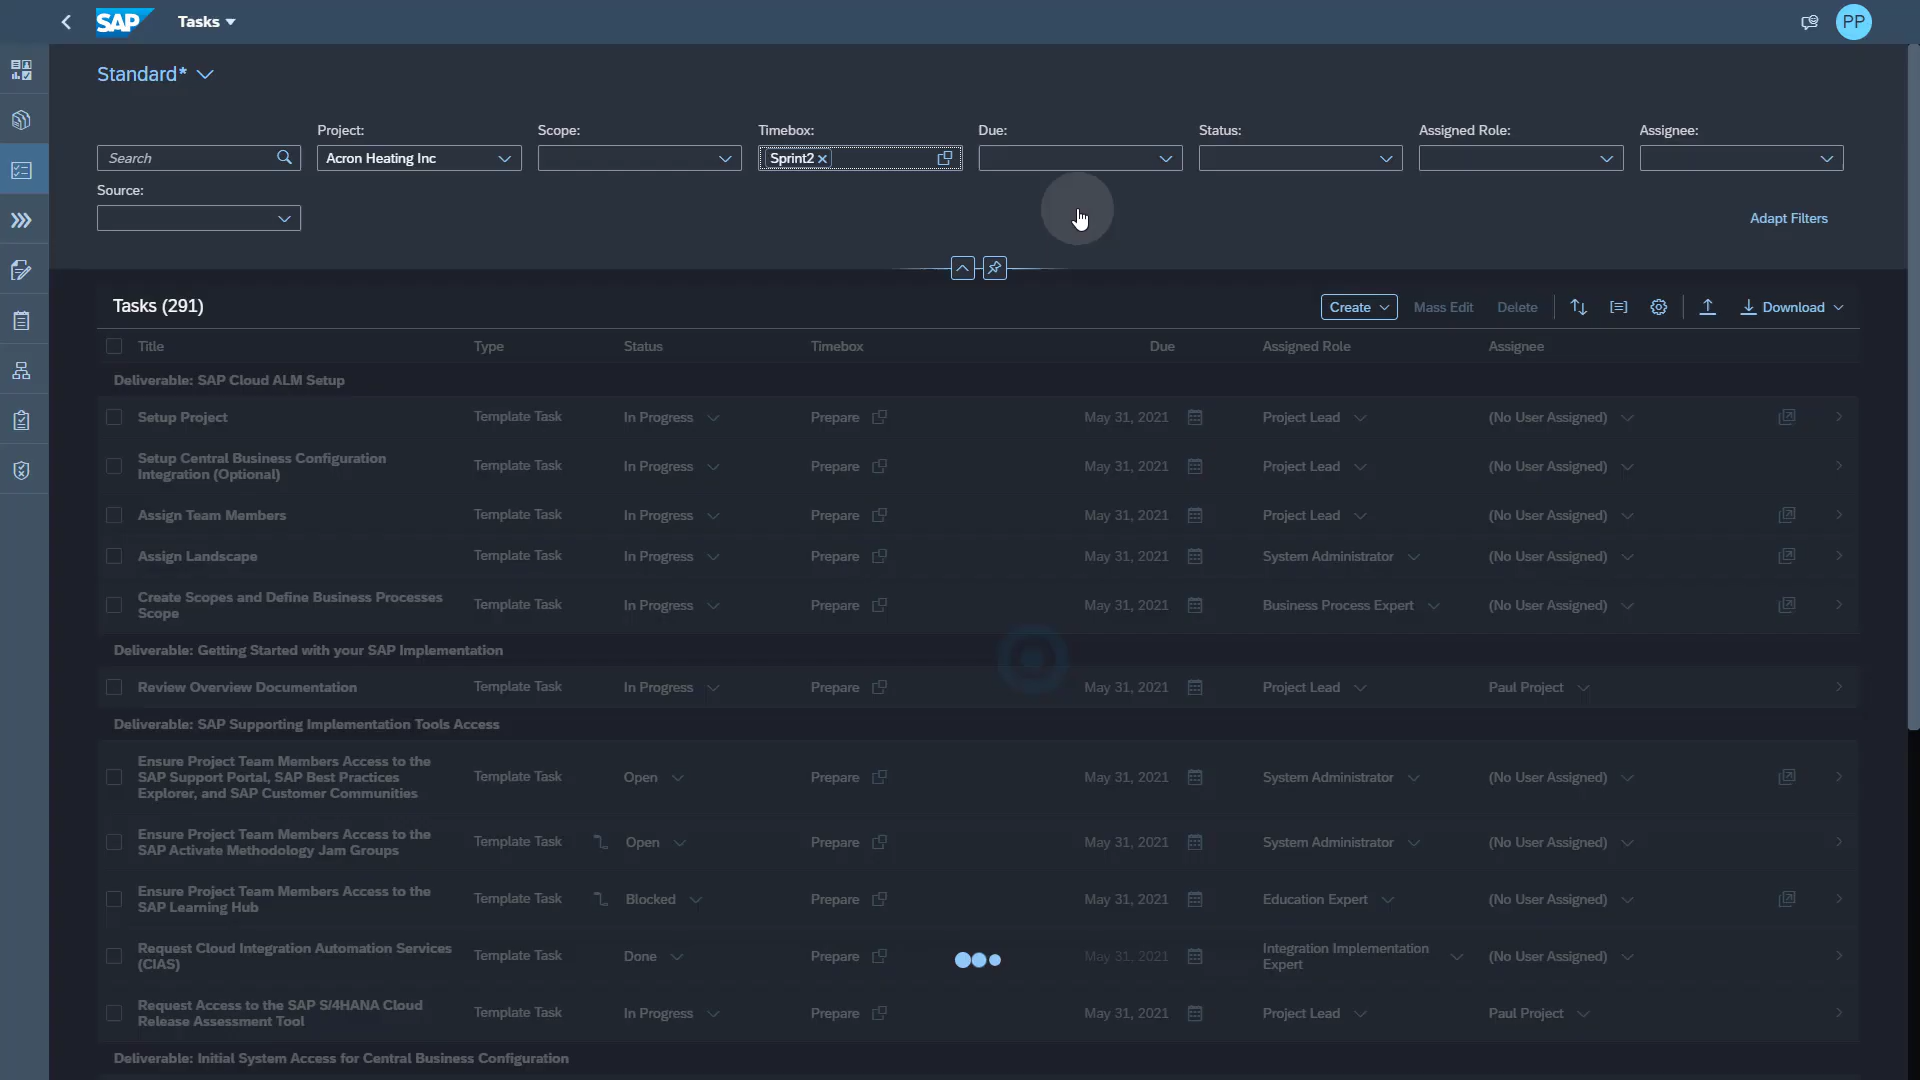 SAP Tasks PP
Standard*
Project: Scope: Timebox: Due: Status: Assigned Role: Assignee:
Search Acron Heating Inc Sprint2
Source:
Adapt Filters
Tasks (291) Create Mass Edit Delete Download
Title Type Status Timebox Due Assigned Role Assignee
Deliverable: SAP Cloud ALM Setup
Setup Project Template Task In Progress Prepare May 31, 2021 Project Lead (No User Assigned)
Setup Central Business Configuration
Integration (Optional) Template Task In Progress Prepare May 31, 2021 Project Lead (No User Assigned)
Assign Team Members Template Task In Progress Prepare May 31, 2021 Project Lead (No User Assigned)
Assign Landscape Template Task In Progress Prepare May 31, 2021 System Administrator (No User Assigned)
Create Scopes and Define Business Processes
Scope Template Task In Progress Prepare May 31, 2021 Business Process Expert (No User Assigned)
Deliverable: Getting Started with your SAP Implementation
Review Overview Documentation Template Task In Progress Prepare May 31, 2021 Project Lead Paul Project
Deliverable: SAP Supporting Implementation Tools Access
Ensure Project Team Members Access to the
SAP Support Portal, SAP Best Practices Template Task Open Prepare May 31, 2021 System Administrator (No User Assigned)
Explorer, and SAP Customer Communities
Ensure Project Team Members Access to the
SAP Activate Methodology Jam Groups Template Task Open Prepare May 31, 2021 System Administrator (No User Assigned)
Ensure Project Team Members Access to the
SAP Learning Hub Template Task Blocked Prepare May 31, 2021 Education Expert (No User Assigned)
Request Cloud Integration Automation Services Integration Implementation
(CIAS) Template Task Done Prepare May 31, 2021 Expert (No User Assigned)
Request Access to the SAP S/4HANA Cloud
Release Assessment Tool Template Task In Progress Prepare May 31, 2021 Project Lead Paul Project
Deliverable: Initial System Access for Central Business Configuration